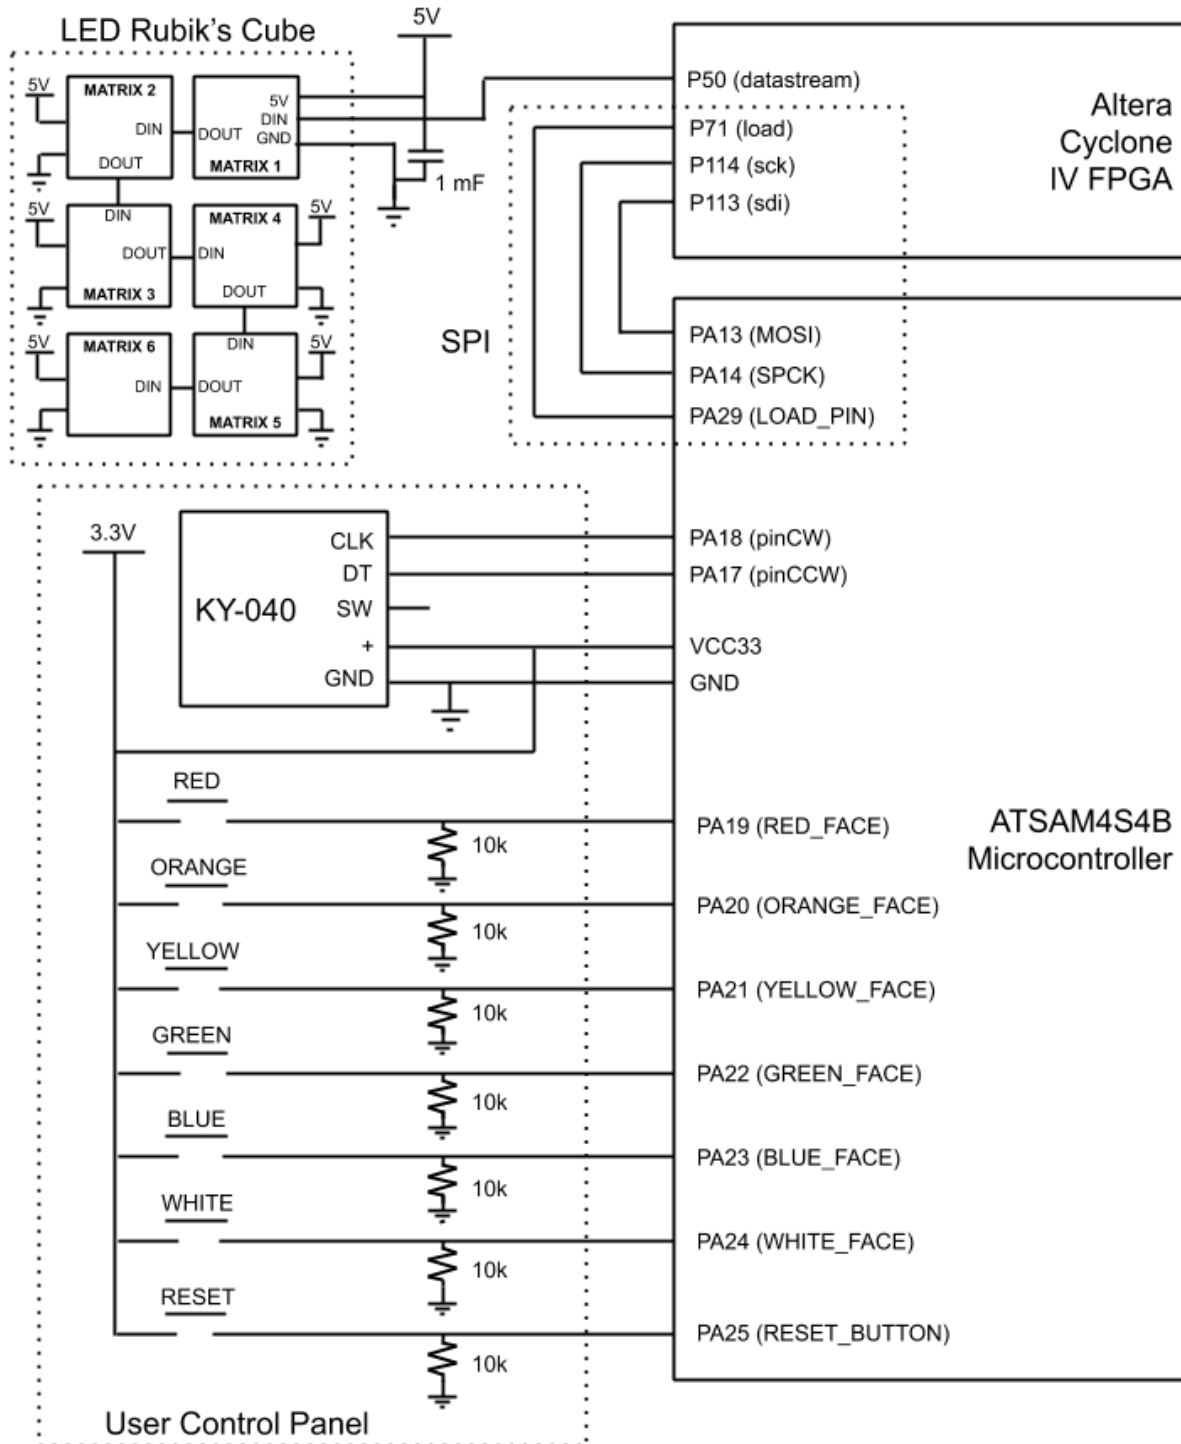 LED Rubik's Cube
5V
MATRIX 2
5V
DIN
DOUT
5V
DIN
GND
DOUT
MATRIX 1
1 mF
5V
DIN
DOUT
MATRIX 3
MATRIX 4
5V
DIN
DOUT
5V
MATRIX 6
DIN
DIN
5V
DOUT
MATRIX 5
P50 (datastream)
P71 (load)
P114 (sck)
P113 (sdi)
Altera
Cyclone
IV FPGA
SPI
PA13 (MOSI)
PA14 (SPCK)
PA29 (LOAD_PIN)
3.3V
KY-040
CLK
DT
SW
+
GND
PA18 (pinCW)
PA17 (pinCCW)
VCC33
GND
RED
10k
PA19 (RED_FACE)
ATSAM4S4B
Microcontroller
ORANGE
10k
PA20 (ORANGE_FACE)
YELLOW
10k
PA21 (YELLOW_FACE)
GREEN
10k
PA22 (GREEN_FACE)
BLUE
10k
PA23 (BLUE_FACE)
WHITE
10k
PA24 (WHITE_FACE)
RESET
10k
PA25 (RESET_BUTTON)
User Control Panel